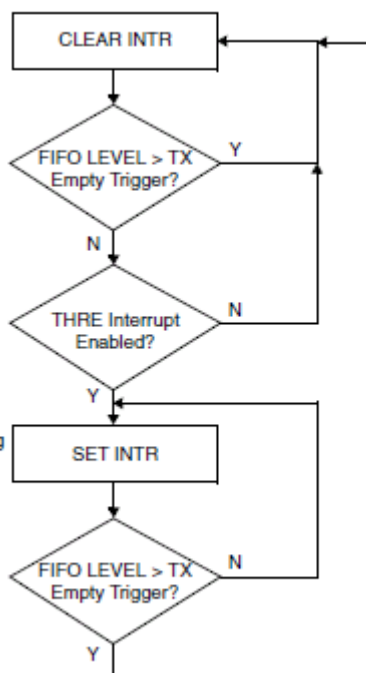 CLEAR INTR
FIFO LEVEL > TX
Empty Trigger?
Y
N
THRE Interrupt
Enabled?
N
Y
g
SET INTR
FIFO LEVEL > TX
Empty Trigger?
N
Y